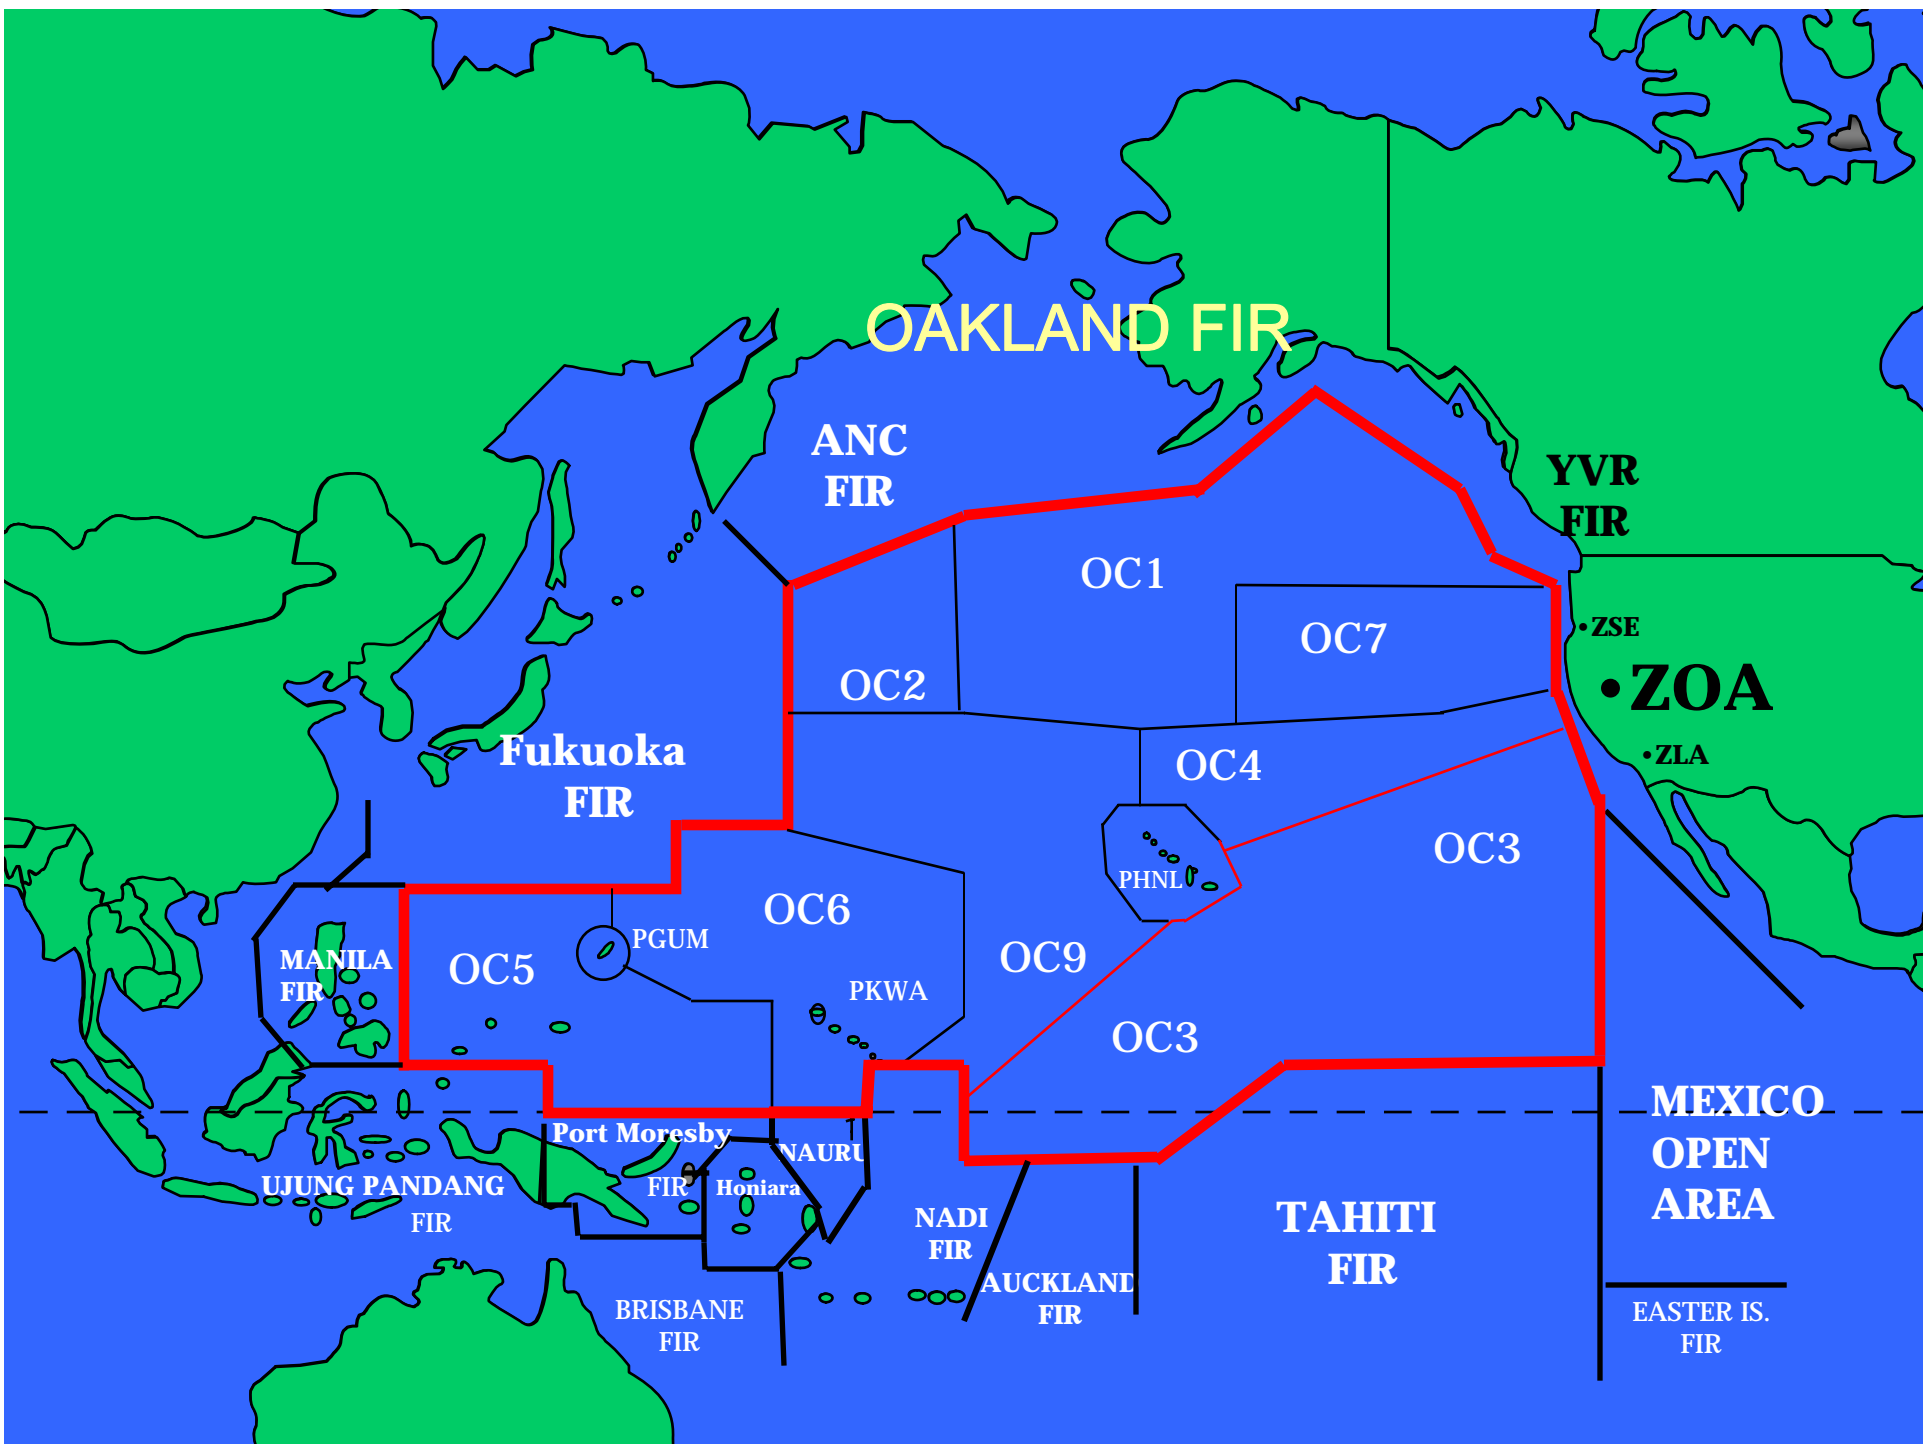 OAKLAND FIR
ANC
FIR
YVR
FIR
OC1
OC7
• ZSE
OC2
• ZOA
Fukuoka
FIR
OC4
• ZLA
OC3
PHNL
OC6
PGUM
OC9
MANILA
FIR
OC5
PKWA
OC3
MEXICO
OPEN
AREA
Port Moresby
FIR
NAURU
Honiara
UJUNG PANDANG
FIR
NADI
FIR
TAHITI
FIR
AUCKLAND
FIR
BRISBANE
FIR
EASTER IS.
FIR